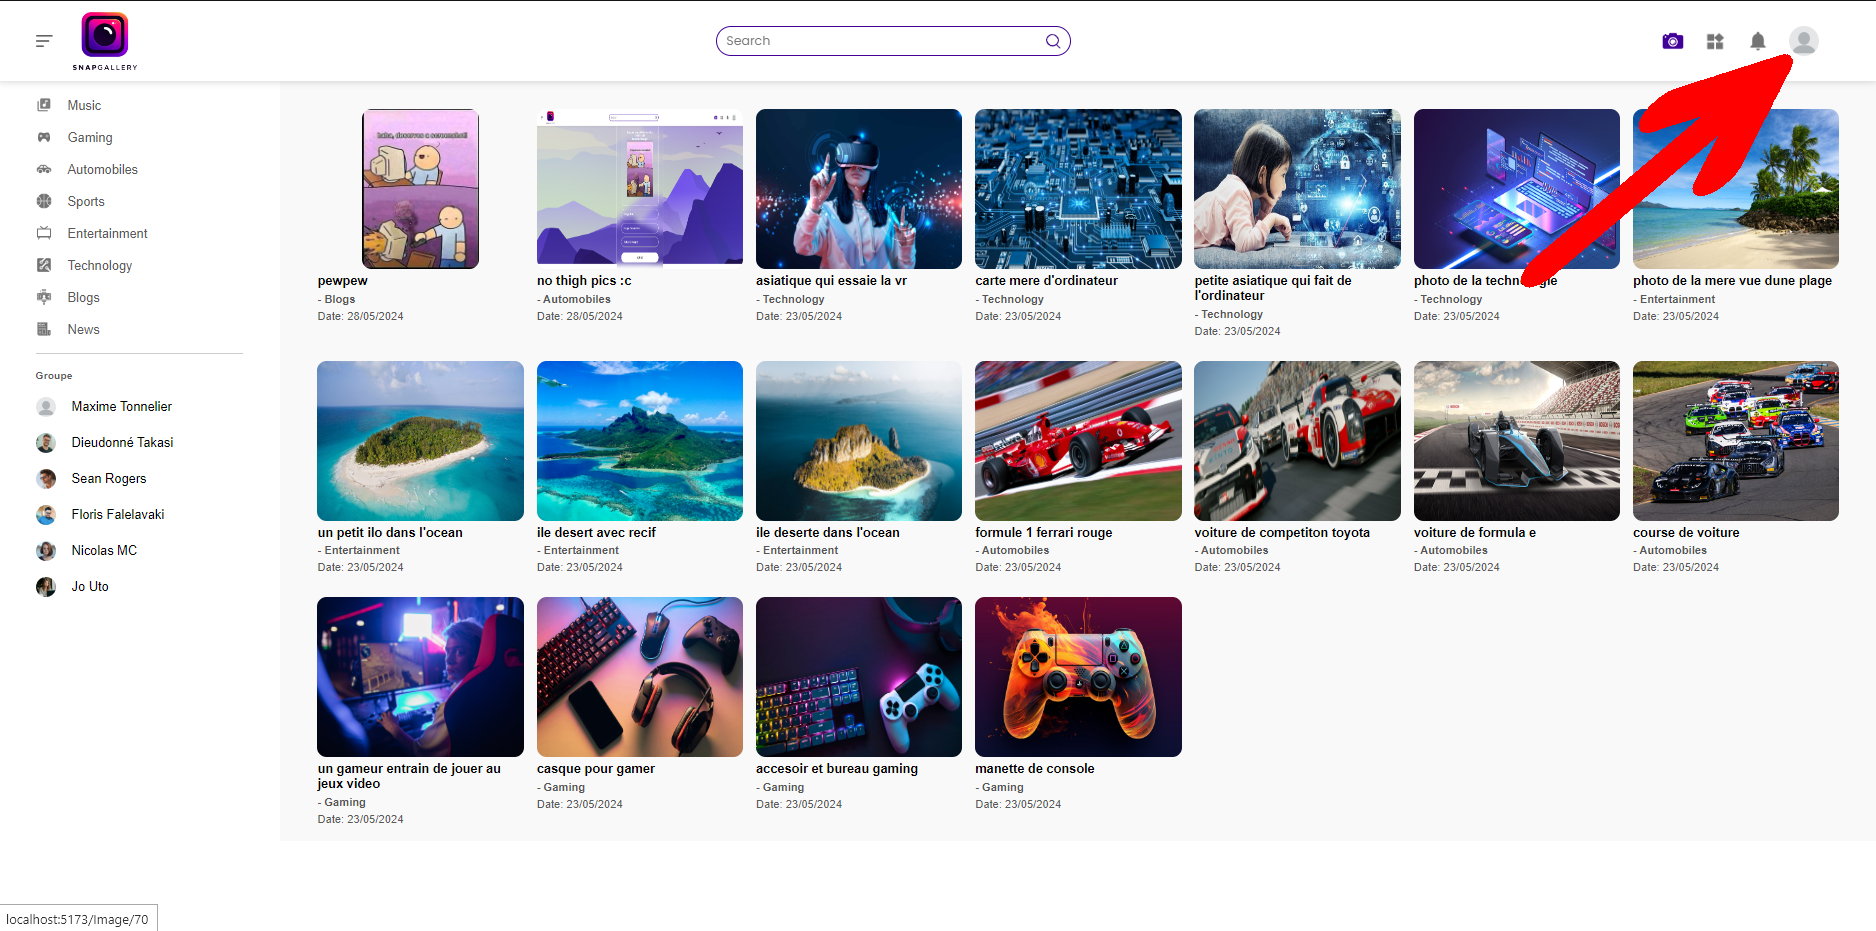 SNAPGALLERY
Search
Music
Gaming
Automobiles
Sports
Entertainment
Technology
Blogs
News
Groupe
Maxime Tonnelier
Dieudonné Takasi
Sean Rogers
Floris Falelavaki
Nicolas MC
Jo Uto
pewpew
- Blogs
Date: 28/05/2024
no thigh pics :c
- Automobiles
Date: 28/05/2024
asiatique qui essaie la vr
- Technology
Date: 23/05/2024
carte mere d'ordinateur
- Technology
Date: 23/05/2024
petite asiatique qui fait de
l'ordinateur
- Technology
Date: 23/05/2024
photo de la
- Technology
Date: 23/05/2024
photo de la mere vue dune plage
- Entertainment
Date: 23/05/2024
un petit ilo dans l'ocean
- Entertainment
Date: 23/05/2024
ile desert avec recif
- Entertainment
Date: 23/05/2024
ile deserte dans l'ocean
- Entertainment
Date: 23/05/2024
formule 1 ferrari rouge
- Automobiles
Date: 23/05/2024
voiture de competiton toyota
- Automobiles
Date: 23/05/2024
voiture de formula e
- Automobiles
Date: 23/05/2024
course de voiture
- Automobiles
Date: 23/05/2024
un gameur entrain de jouer au
jeux video
- Gaming
Date: 23/05/2024
casque pour gamer
- Gaming
Date: 23/05/2024
accesoir et bureau gaming
- Gaming
Date: 23/05/2024
manette de console
- Gaming
Date: 23/05/2024
localhost:5173/Image/70